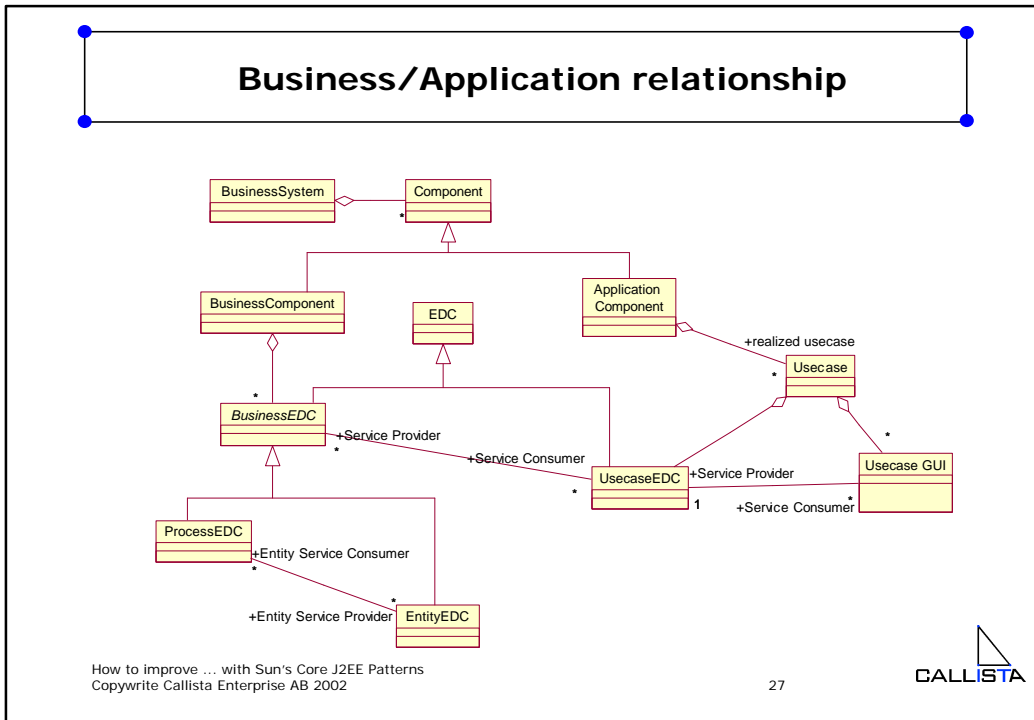 Business/Application relationship
BusinessSystem
Component
*
BusinessComponent
EDC
Application
Component
+realized usecase
*
Usecase
*
BusinessEDC
+Service Provider
*
+Service Consumer
*
UsecaseEDC
+Service Provider
1
*
Usecase GUI
+Service Consumer
*
ProcessEDC
+Entity Service Consumer
*
*
+Entity Service Provider
EntityEDC
How to improve ... with Sun's Core J2EE Patterns
Copywrite Callista Enterprise AB 2002
27
CALLISTA